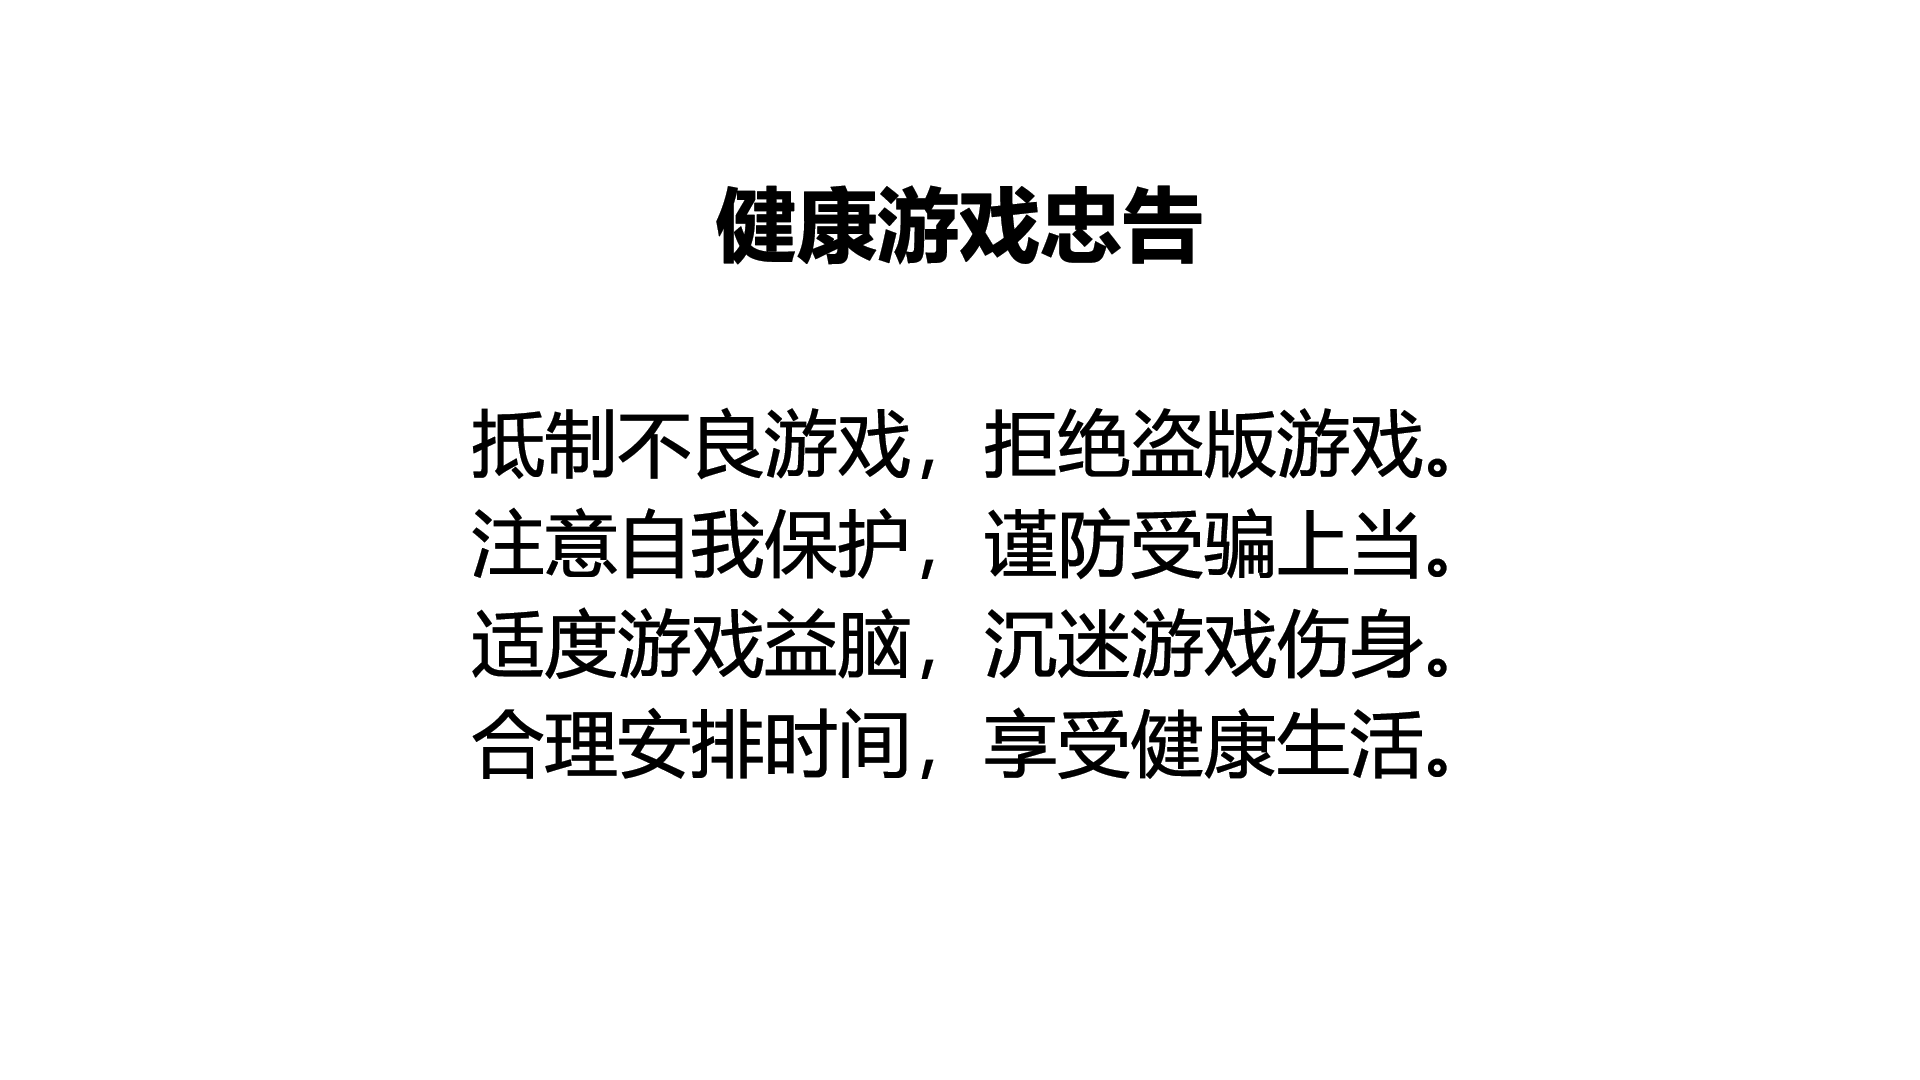 健康游戏忠告
抵制不良游戏，拒绝盗版游戏。
注意自我保护，谨防受骗上当。
适度游戏益脑，沉迷游戏伤身。
合理安排时间，享受健康生活。